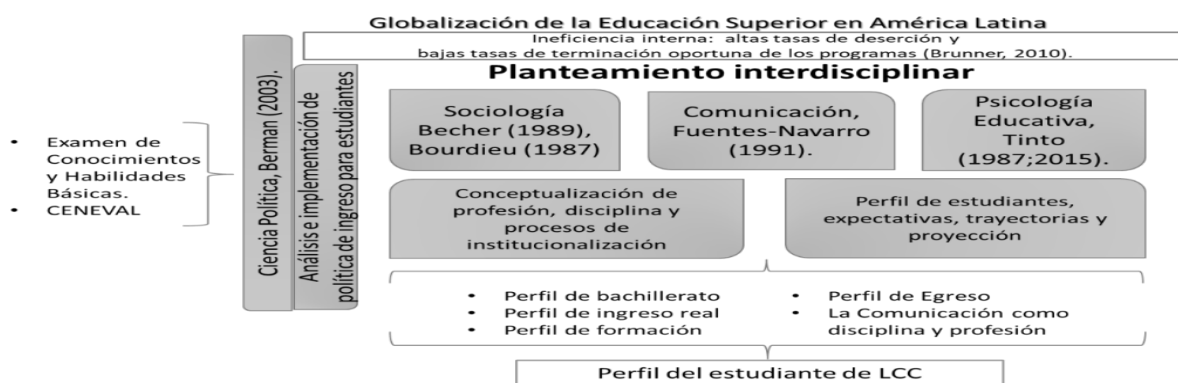 Globalización de la Educación Superior en América Latina
Ineficiencia interna: altas tasas de deserción y
bajas tasas de terminación oportuna de los programas (Brunner, 2010).
Planteamiento interdisciplinar
• Examen de
Conocimientos
y Habilidades
Básicas.
• CENEVAL
Ciencia Política, Berman (2003).
Análisis e implementación de
política de ingreso para estudiantes
Sociología
Becher (1989),
Bourdieu (1987)
Comunicación,
Fuentes-Navarro
(1991).
Psicología
Educativa,
Tinto
(1987;2015).
Conceptualización de
profesión, disciplina y
procesos de
institucionalización
Perfil de estudiantes,
expectativas, trayectorias y
proyección
• Perfil de bachillerato
• Perfil de ingreso real
• Perfil de formación
• Perfil de Egreso
• La Comunicación como
disciplina y profesión
Perfil del estudiante de LCC